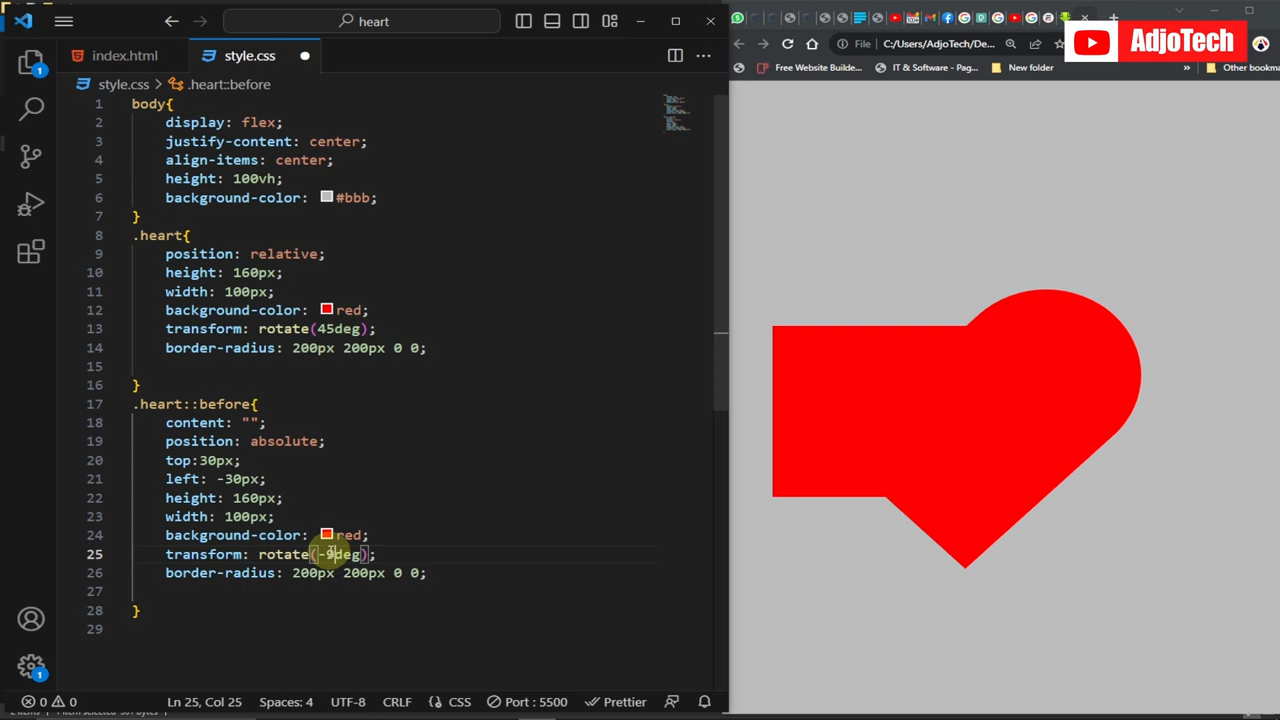 heart
index.html
style.css
style.css > .heart::before
1 body{
2 display: flex;
3 justify-content: center;
4 align-items: center;
5 height: 100vh;
6 background-color: #bbb;
7 }
8 .heart{
9 position: relative;
10 height: 160px;
11 width: 100px;
12 background-color: red;
13 transform: rotate(45deg);
14 border-radius: 200px 200px 0 0;
15
16 }
17 .heart::before{
18 content: "";
19 position: absolute;
20 top:30px;
21 left: -30px;
22 height: 160px;
23 width: 100px;
24 background-color: red;
25 transform: rotate(-9deg);
26 border-radius: 200px 200px 0 0;
27
28 }
29
1
1
0 0 Ln 25, Col 25 Spaces: 4 UTF-8 CRLF {} CSS Port : 5500 Prettier
AdjoTech
File C:/Users/AdjoTech/De...
Free Website Builde... IT & Software - Pag... New folder » Other bookma